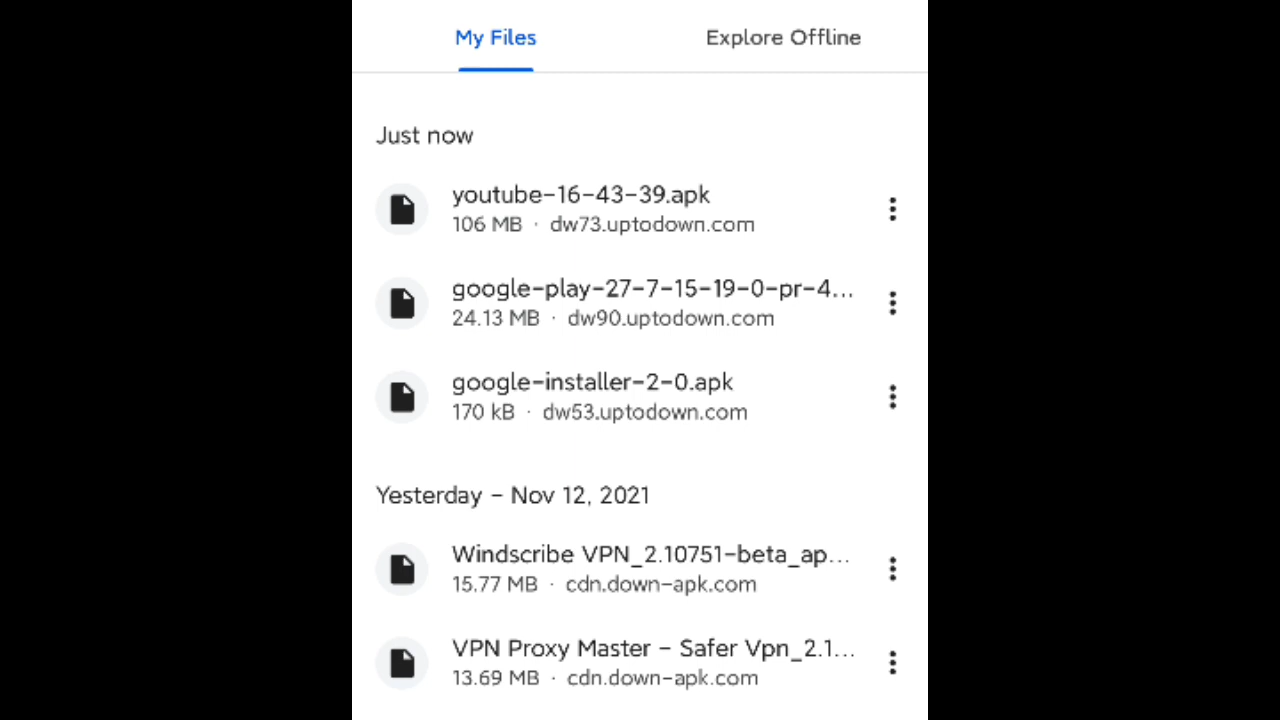 My Files
Explore Offline
Just now
youtube-16-43-39.apk
106 MB · dw73.uptodown.com
google-play-27-7-15-19-0-pr-4...
24.13 MB · dw90.uptodown.com
google-installer-2-0.apk
170 kB · dw53.uptodown.com
Yesterday - Nov 12, 2021
Windscribe VPN_2.10751-beta_ap...
15.77 MB · cdn.down-apk.com
VPN Proxy Master - Safer Vpn_2.1...
13.69 MB · cdn.down-apk.com